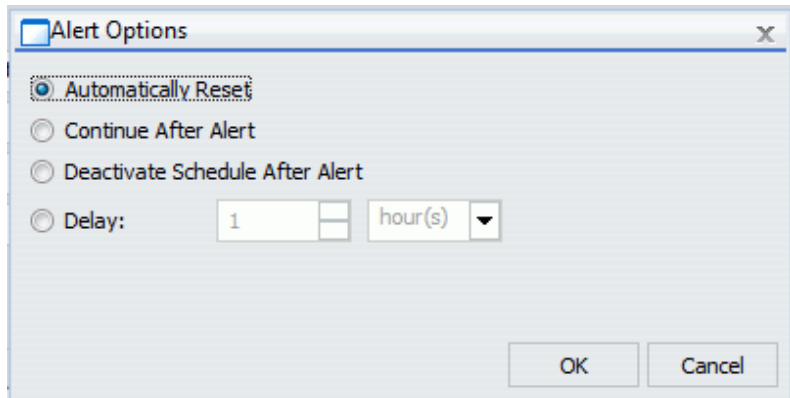 Alert Options
Automatically Reset
Continue After Alert
Deactivate Schedule After Alert
Delay: 1 hour(s)
OK Cancel